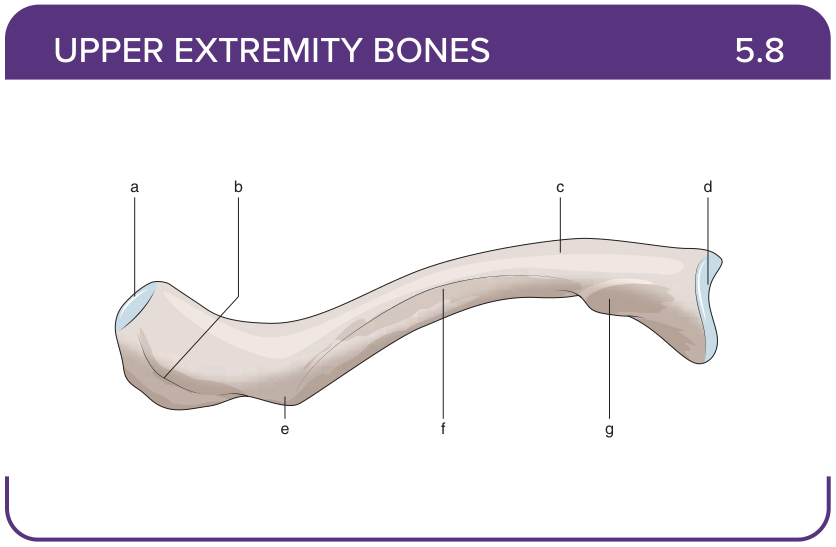 UPPER EXTREMITY BONES 5.8
a b c d
e f g